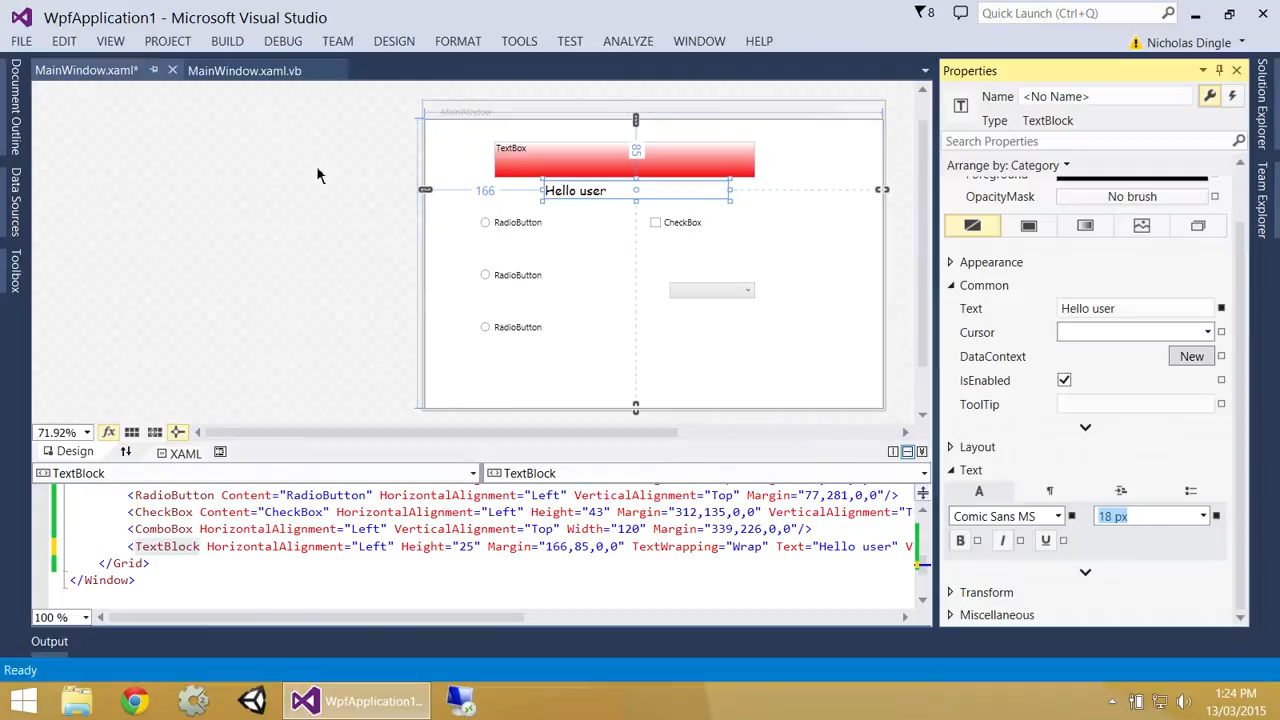 WpfApplication1 - Microsoft Visual Studio
8
Quick Launch (Ctrl+Q)
FILE EDIT VIEW PROJECT BUILD DEBUG TEAM DESIGN FORMAT TOOLS TEST ANALYZE WINDOW HELP
Nicholas Dingle
MainWindow.xaml*
MainWindow.xaml.vb
Document Outline
Data Sources
Toolbox
MainWindow
TextBox
85
166
Hello user
RadioButton
CheckBox
RadioButton
RadioButton
71.92%
fx
Design
XAML
TextBlock
TextBlock
<RadioButton Content="RadioButton" HorizontalAlignment="Left" VerticalAlignment="Top" Margin="77,281,0,0"/>
<CheckBox Content="CheckBox" HorizontalAlignment="Left" Height="43" Margin="312,135,0,0" VerticalAlignment="T
<ComboBox HorizontalAlignment="Left" VerticalAlignment="Top" Width="120" Margin="339,226,0,0"/>
<TextBlock HorizontalAlignment="Left" Height="25" Margin="166,85,0,0" TextWrapping="Wrap" Text="Hello user" V
</Grid>
</Window>
100 %
Properties
Name <No Name>
T
Type TextBlock
Search Properties
Arrange by: Category
OpacityMask No brush
Appearance
Common
Text Hello user
Cursor
DataContext New
IsEnabled
ToolTip
Layout
Text
A ¶
Comic Sans MS 18 px
B I U
Transform
Miscellaneous
Solution Explorer
Team Explorer
Output
Ready
WpfApplication1...
1:24 PM
13/03/2015